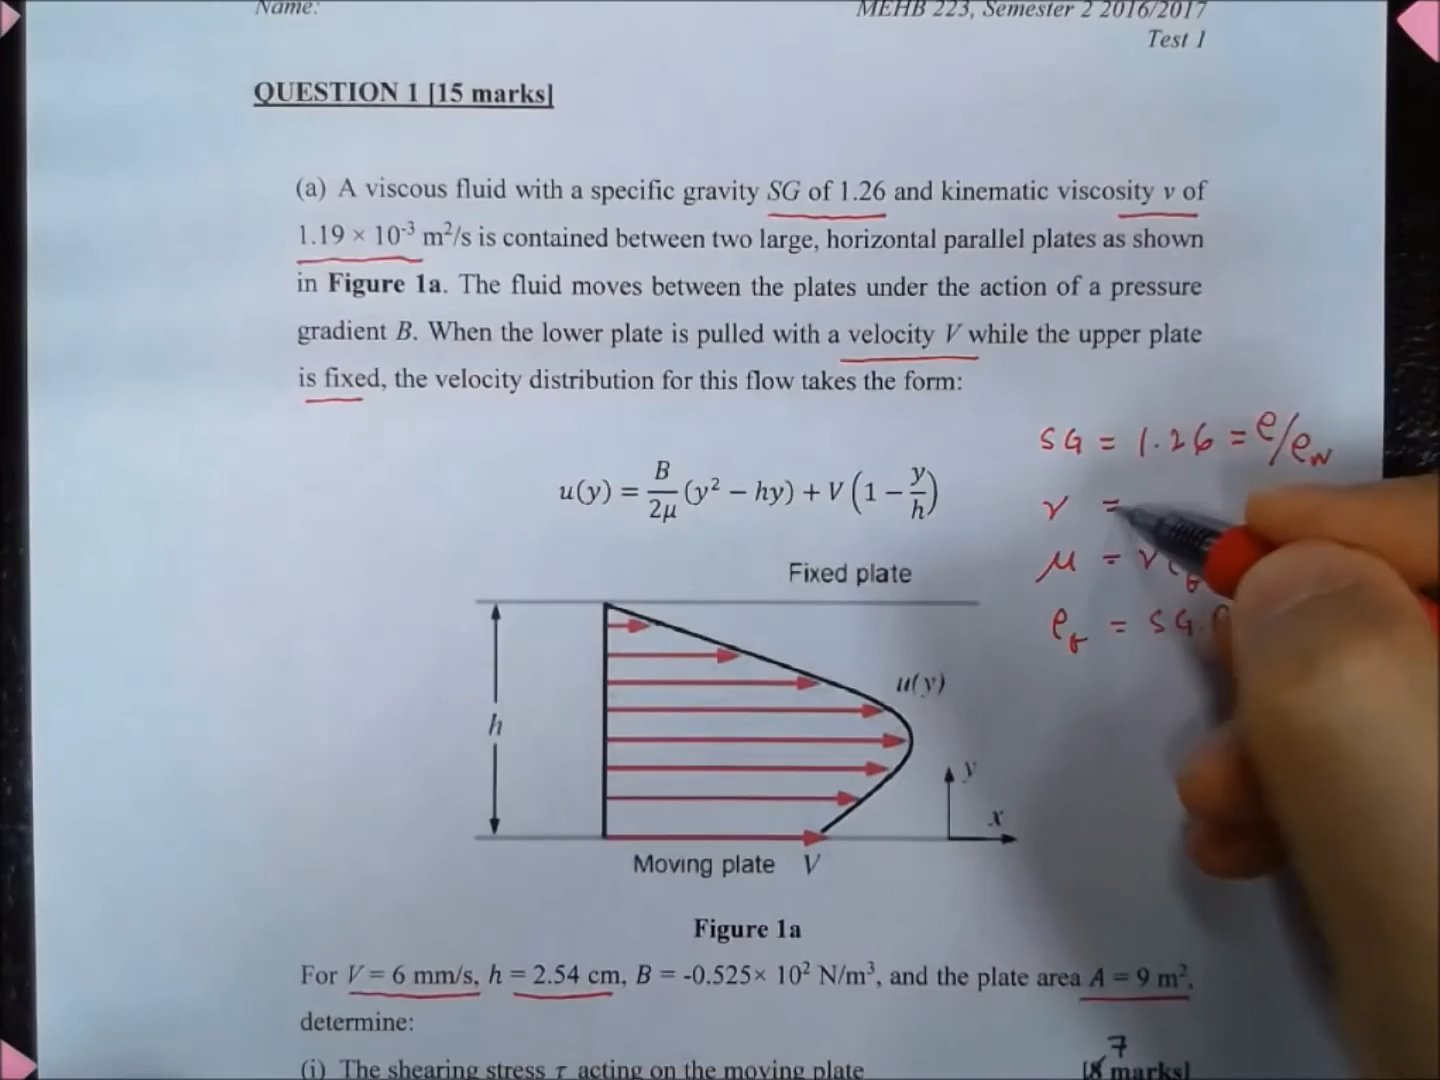 Name:
MEHB 223, Semester 2 2016/2017
Test 1
QUESTION 1 [15 marks]
(a) A viscous fluid with a specific gravity SG of 1.26 and kinematic viscosity ν of
1.19 × 10⁻³ m²/s is contained between two large, horizontal parallel plates as shown
in Figure 1a. The fluid moves between the plates under the action of a pressure
gradient B. When the lower plate is pulled with a velocity V while the upper plate
is fixed, the velocity distribution for this flow takes the form:
SG = 1.26 = ρ/ρw
u(y) = B/2μ (y² − hy) + V (1 − y/h)
ν =
μ = ν
Fixed plate
ρf = SG.
u(y)
h
y
x
Moving plate V
Figure 1a
For V = 6 mm/s, h = 2.54 cm, B = -0.525× 10² N/m³, and the plate area A = 9 m²,
determine:
7
(i) The shearing stress τ acting on the moving plate [8 marks]